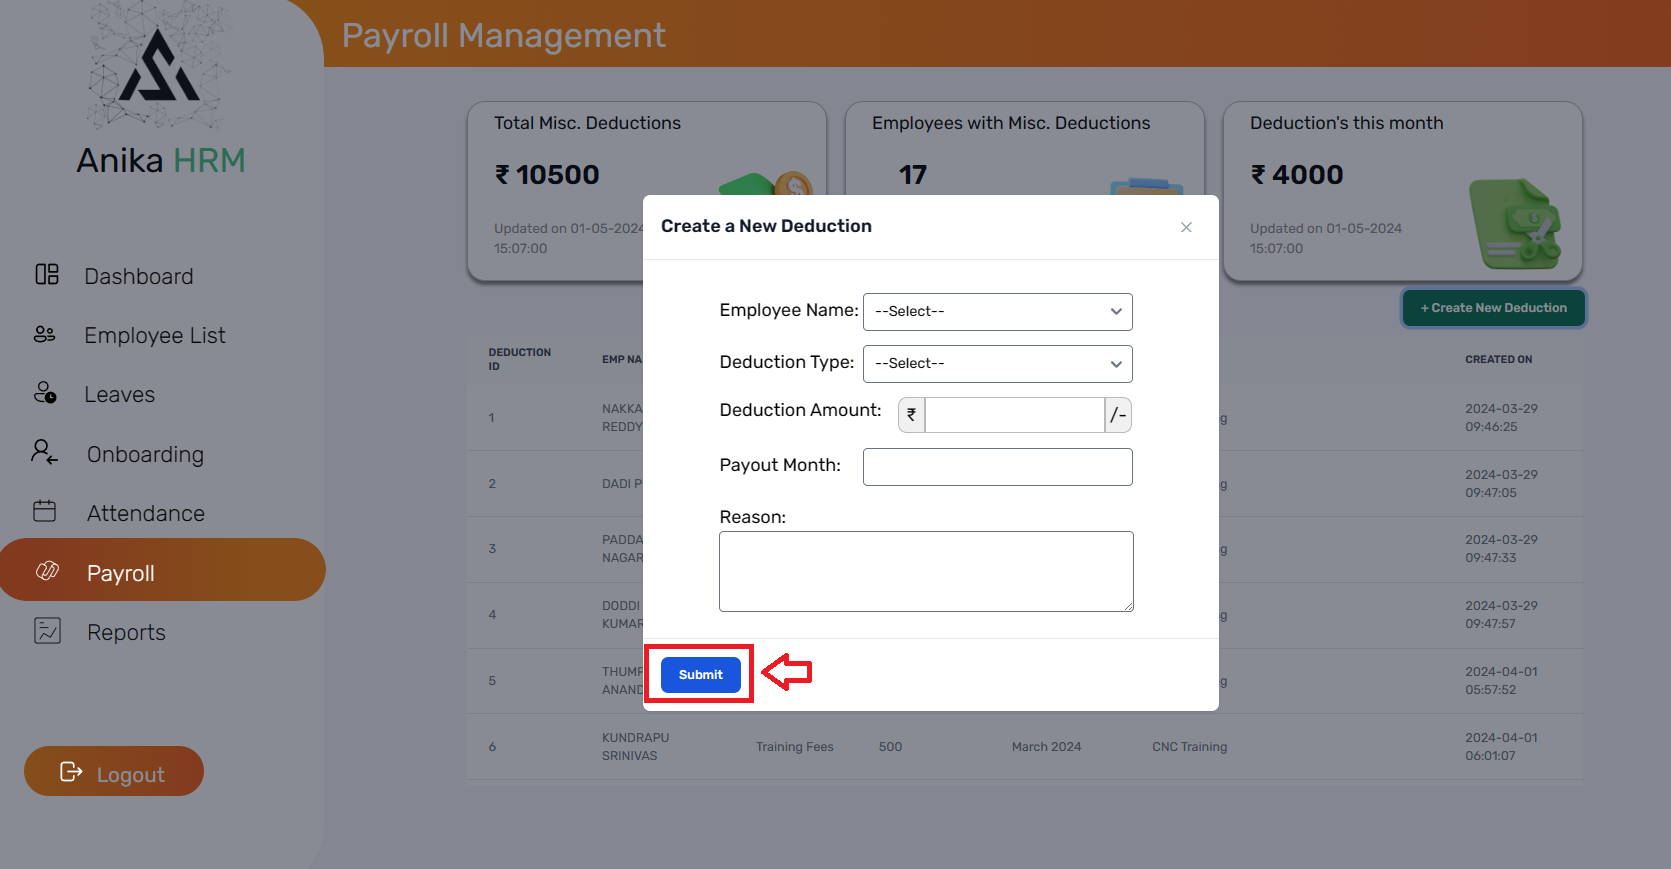 Payroll Management
Anika HRM
Dashboard
Employee List
Leaves
Onboarding
Attendance
Payroll
Reports
Logout
Total Misc. Deductions
₹ 10500
Updated on 01-05-2024
15:07:00
Employees with Misc. Deductions
17
Deduction's this month
₹ 4000
Updated on 01-05-2024
15:07:00
+ Create New Deduction
Create a New Deduction
Employee Name: --Select--
Deduction Type: --Select--
Deduction Amount: ₹ /-
Payout Month:
Reason:
Submit
DEDUCTION
ID
EMP NA
CREATED ON
1
NAKKA
REDDY
g
2024-03-29
09:46:25
2
DADI P
g
2024-03-29
09:47:05
3
PADDA
NAGAR
g
2024-03-29
09:47:33
4
DODDI
KUMAR
g
2024-03-29
09:47:57
5
THUMP
ANAND
g
2024-04-01
05:57:52
6
KUNDRAPU
SRINIVAS
Training Fees
500
March 2024
CNC Training
2024-04-01
06:01:07